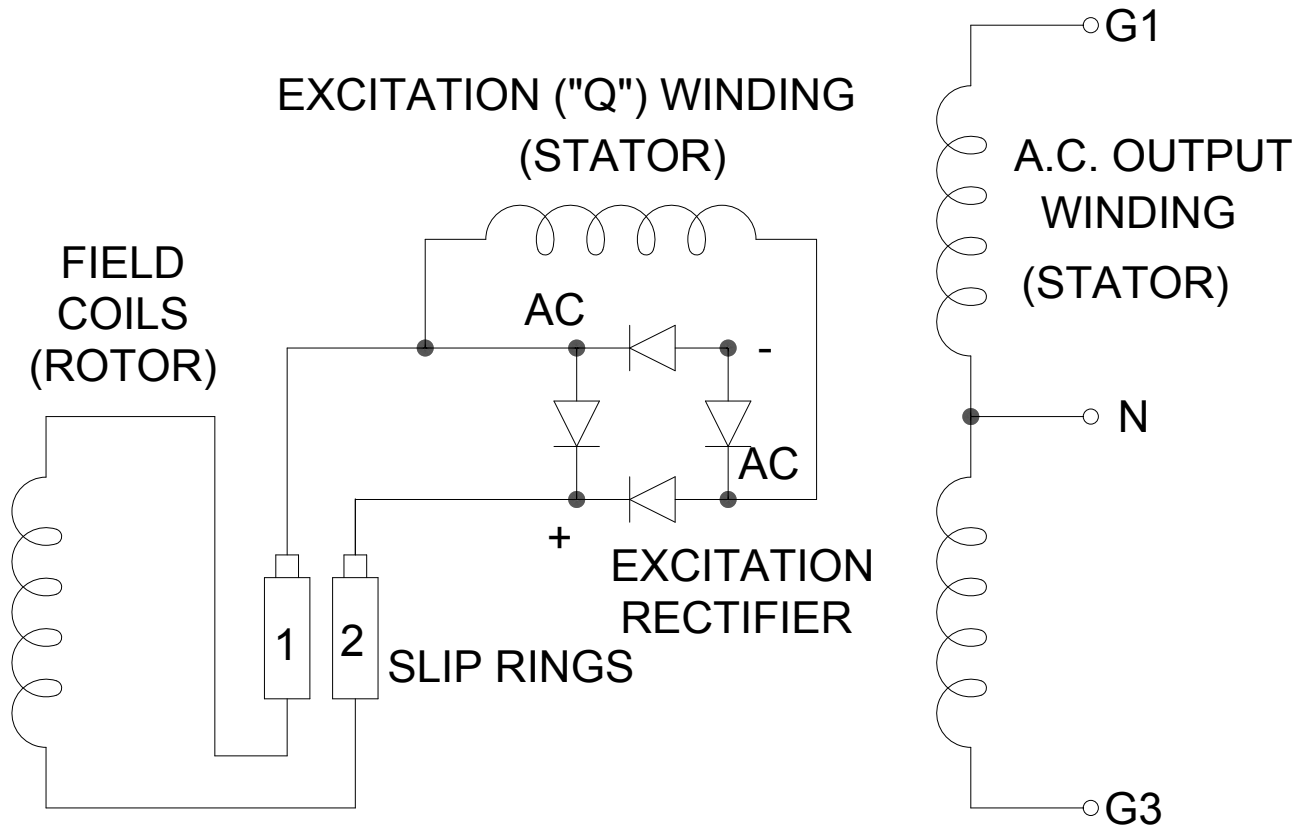 G1
EXCITATION ("Q") WINDING
(STATOR)
A.C. OUTPUT
WINDING
(STATOR)
FIELD
COILS
(ROTOR)
AC
-
N
AC
+
EXCITATION
RECTIFIER
1
2
SLIP RINGS
G3